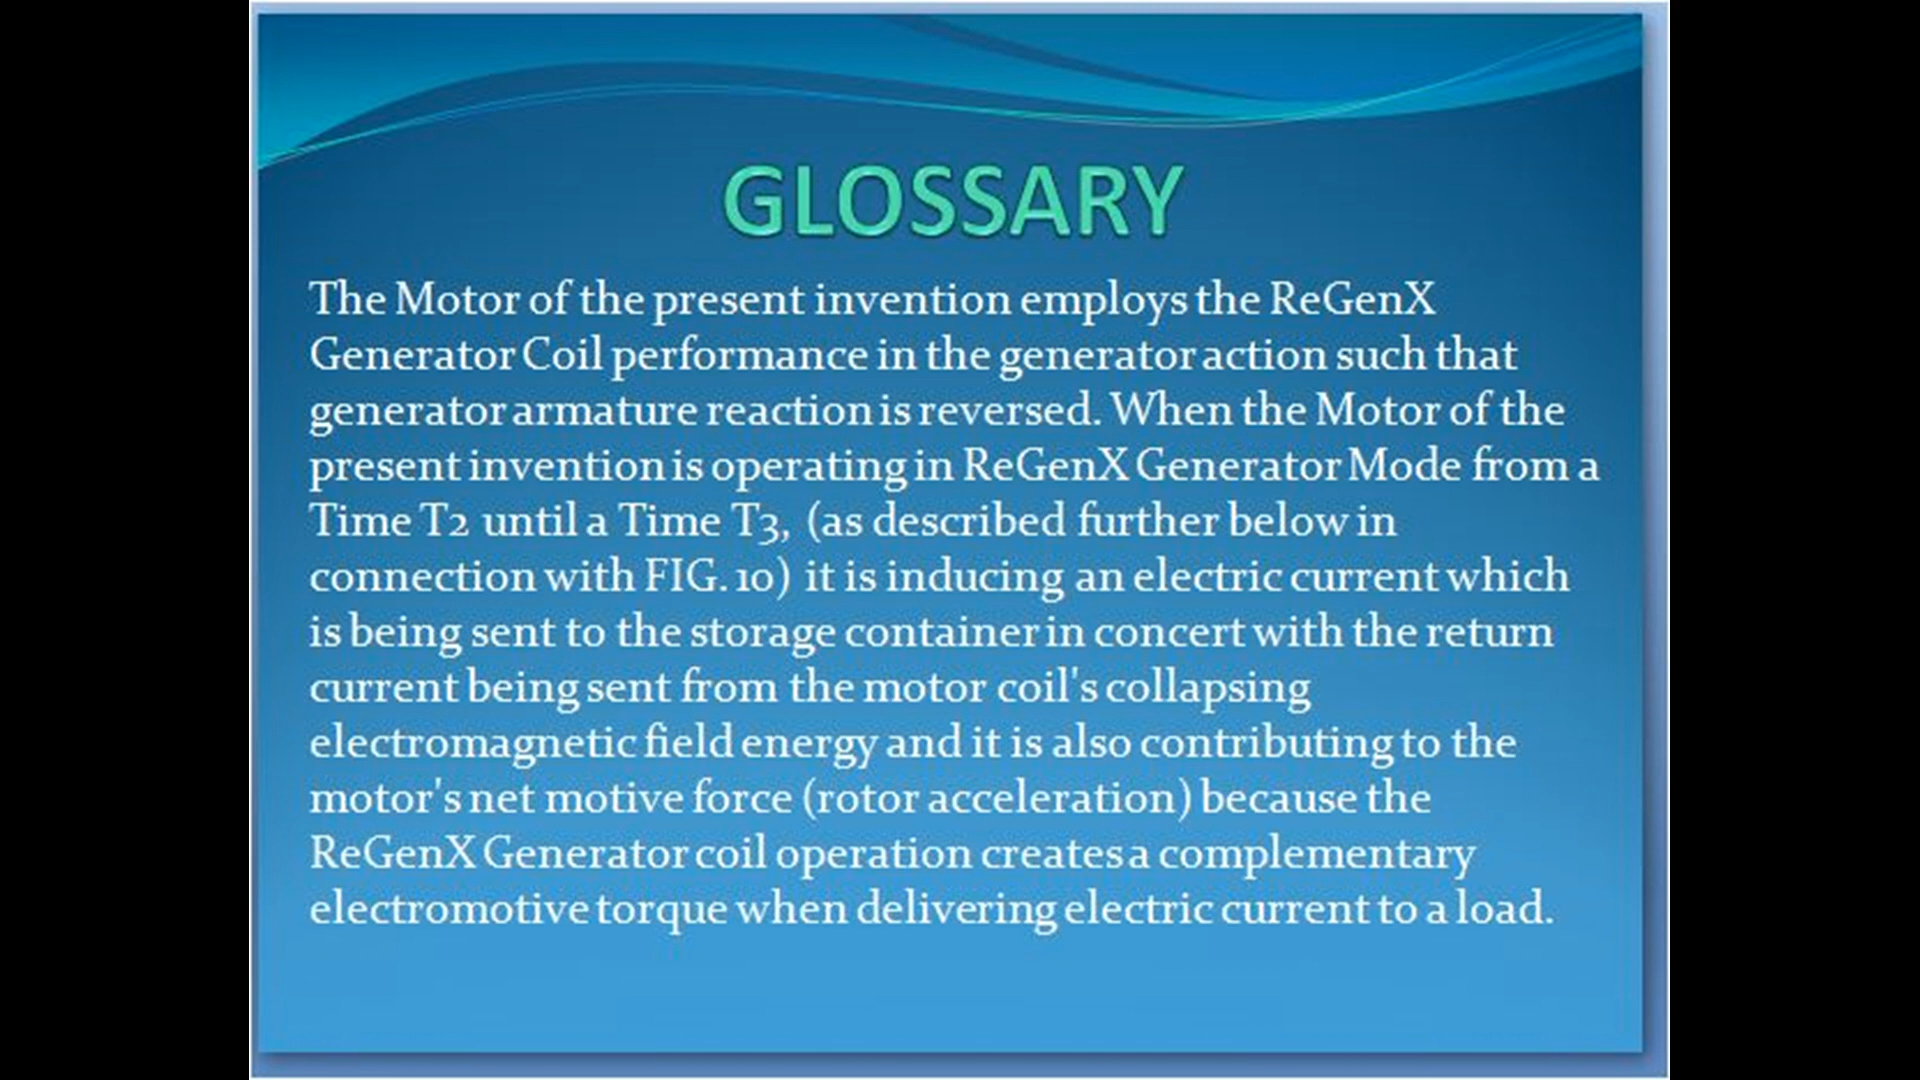 GLOSSARY
The Motor of the present invention employs the ReGenX
Generator Coil performance in the generator action such that
generator armature reaction is reversed. When the Motor of the
present invention is operating in ReGenX Generator Mode from a
Time T2 until a Time T3, (as described further below in
connection with FIG. 10) it is inducing an electric current which
is being sent to the storage container in concert with the return
current being sent from the motor coil's collapsing
electromagnetic field energy and it is also contributing to the
motor's net motive force (rotor acceleration) because the
ReGenX Generator coil operation creates a complementary
electromotive torque when delivering electric current to a load.